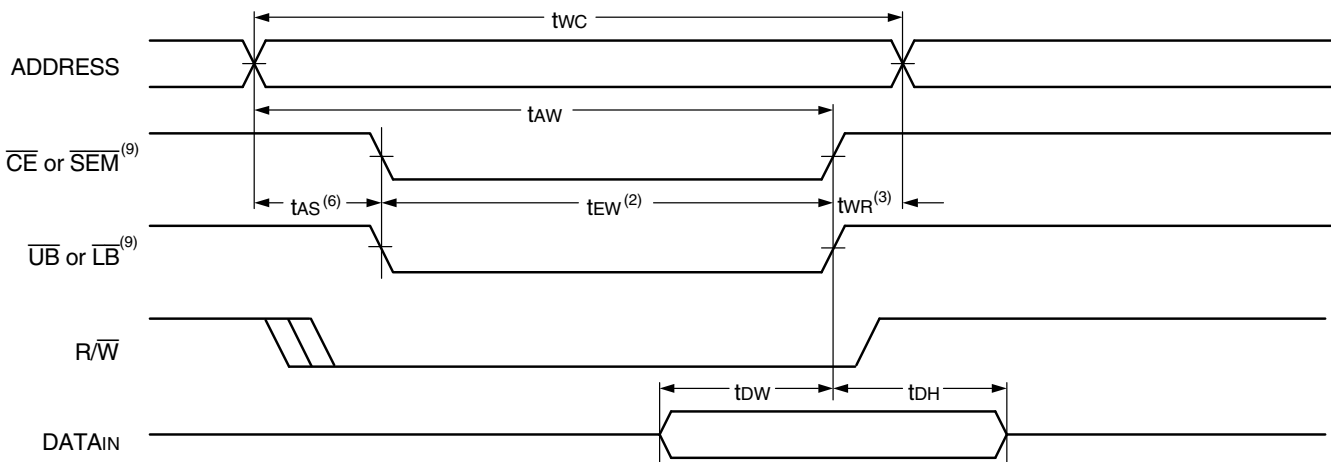 tWC
ADDRESS
tAW
CE or SEM(9)
tAS(6) tEW(2) tWR(3)
UB or LB(9)
R/W
tDW tDH
DATAIN